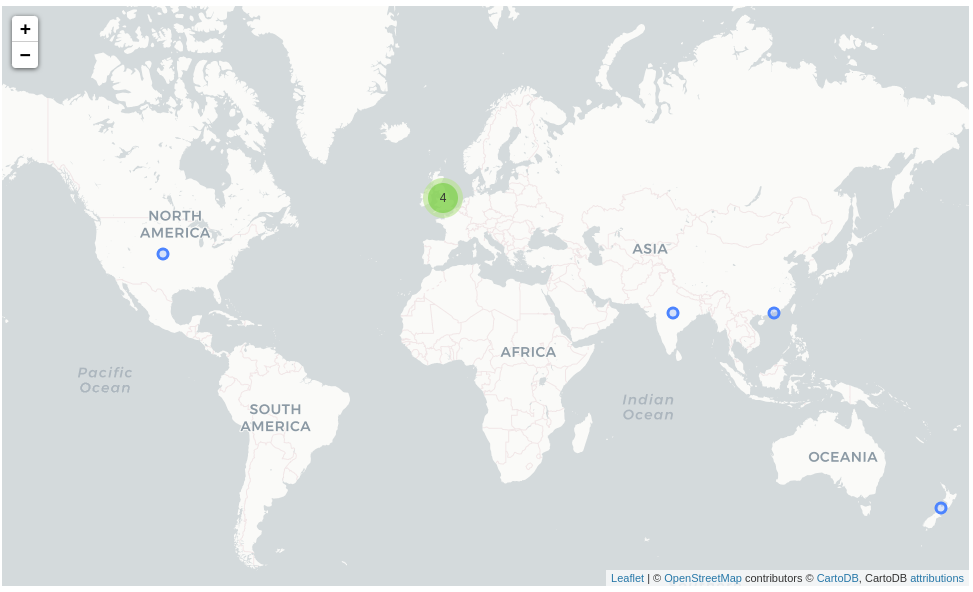 +
−
NORTH
AMERICA
4
ASIA
AFRICA
Pacific
Ocean
Indian
Ocean
SOUTH
AMERICA
OCEANIA
Leaflet | © OpenStreetMap contributors © CartoDB, CartoDB attributions